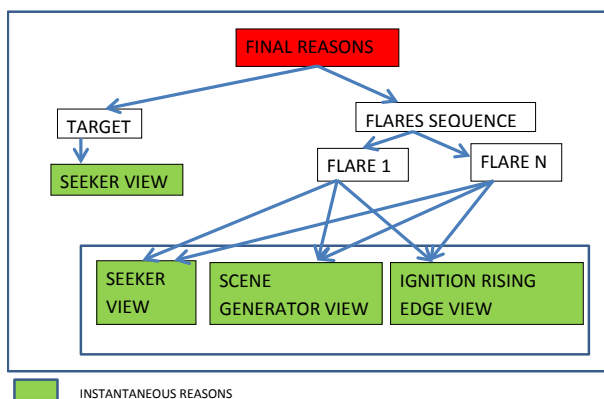 FINAL REASONS
TARGET
FLARES SEQUENCE
SEEKER VIEW
FLARE 1
FLARE N
SEEKER
VIEW
SCENE
GENERATOR VIEW
IGNITION RISING
EDGE VIEW
INSTANTANEOUS REASONS